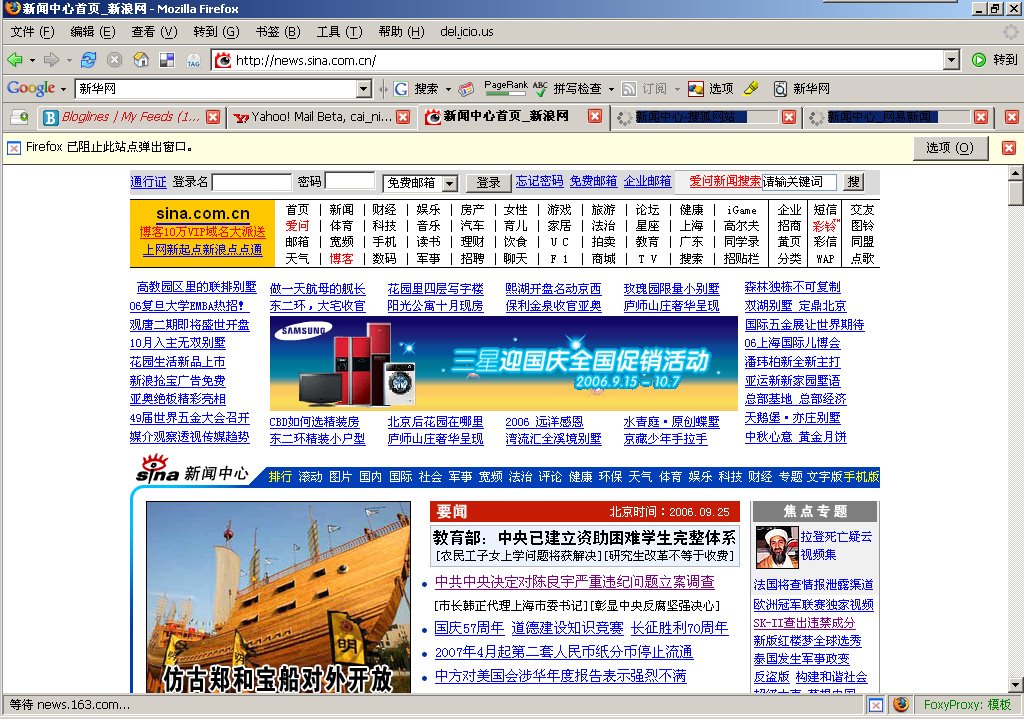 新闻中心首页_新浪网 - Mozilla Firefox
文件 (F) 编辑 (E) 查看 (V) 转到 (G) 书签 (B) 工具 (T) 帮助 (H) del.icio.us
TAG http://news.sina.com.cn/ 转到
Google 新华网 G 搜索 PageRank ABC 拼写检查 订阅 选项 新华网
B Bloglines | My Feeds (1... Yahoo! Mail Beta, cai_ni... 新闻中心首页_新浪网 新闻中心-搜狐网站 新闻中心_网易新闻
Firefox 已阻止此站点弹出窗口。 选项 (O)
通行证 登录名 密码 免费邮箱 登录 忘记密码 免费邮箱 企业邮箱 爱问新闻搜索 请输关键词 搜
sina.com.cn
博客10万VIP域名大派送
上网新起点新浪点点通
首页 | 新闻 | 财经 | 娱乐 | 房产 | 女性 | 游戏 | 旅游 | 论坛 | 健康 | iGame 企业 短信 交友
爱问 | 体育 | 科技 | 音乐 | 汽车 | 育儿 | 家居 | 法治 | 星座 | 上海 | 高尔夫 招商 彩铃 图铃
邮箱 | 宽频 | 手机 | 读书 | 理财 | 饮食 | U C | 拍卖 | 教育 | 广东 | 同学录 黄页 彩信 同盟
天气 | 博客 | 数码 | 军事 | 招聘 | 聊天 | F 1 | 商城 | T V | 搜索 | 招贴栏 分类 WAP 点歌
高教园区里的联排别墅
06复旦大学EMBA热招!
观唐二期即将盛世开盘
10月入主无双别墅
花园生活新品上市
新浪抢宝广告免费
亚奥绝板精彩亮相
49届世界五金大会召开
媒介观察透视传媒趋势
做一天航母的舰长 花园里四层写字楼 熙湖开盘名动京西 玫瑰园限量小别墅
东二环，大宅收官 阳光公寓十月现房 保利金泉收官亚奥 庐师山庄奢华呈现
SAMSUNG
三星迎国庆全国促销活动
2006.9.15 - 10.7
CBD如何选精装房 北京后花园在哪里 2006 远洋感恩 水青庭·原创蝶墅
东二环精装小户型 庐师山庄奢华呈现 湾流汇全溪境别墅 京藏少年手拉手
森林独栋不可复制
双湖别墅 定鼎北京
国际五金展让世界期待
06上海国际儿博会
潘玮柏新全新主打
亚运新新家园墅语
总部基地 总部经济
天鹅堡·亦庄别墅
中秋心意 黄金月饼
sina 新闻中心 排行 滚动 图片 国内 国际 社会 军事 宽频 法治 评论 健康 环保 天气 体育 娱乐 科技 财经 专题 文字版 手机版
明
仿古郑和宝船对外开放
要闻 北京时间：2006.09.25
教育部：中央已建立资助困难学生完整体系
[农民工子女上学问题将获解决] [研究生改革不等于收费]
中共中央决定对陈良宇严重违纪问题立案调查
[市长韩正代理上海市委书记] [彰显中央反腐坚强决心]
国庆57周年 道德建设知识竞赛 长征胜利70周年
2007年4月起第二套人民币纸分币停止流通
中方对美国会涉华年度报告表示强烈不满
焦点专题
拉登死亡疑云
视频集
法国将查情报泄露渠道
欧洲冠军联赛独家视频
SK-II查出违禁成分
新版红楼梦全球选秀
泰国发生军事政变
反盗版 构建和谐社会
等待 news.163.com... FoxyProxy: 模板